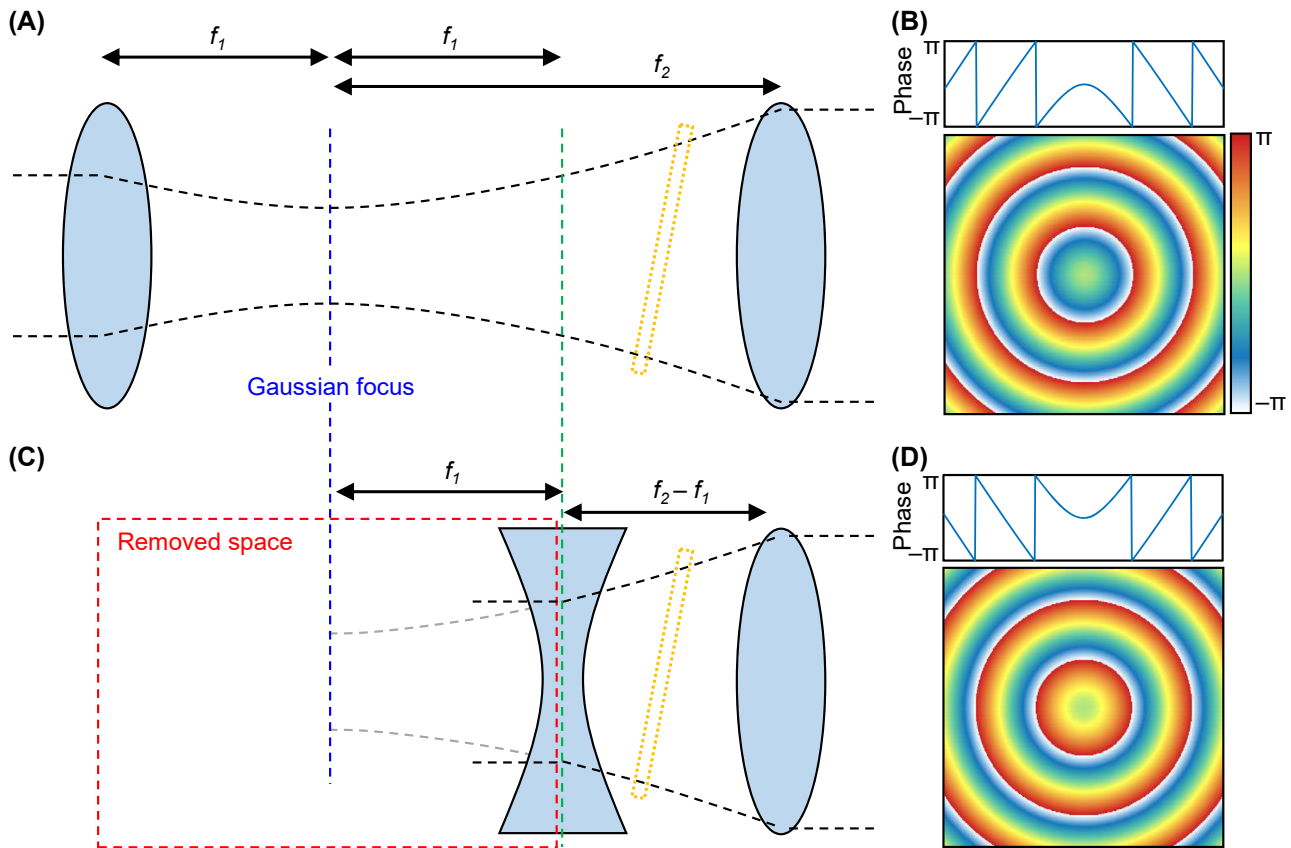 (A)
f₁
f₁
f₂
Gaussian focus
(B)
Phase
π
–π
π
–π
(C)
f₁
f₂ – f₁
Removed space
(D)
Phase
π
–π